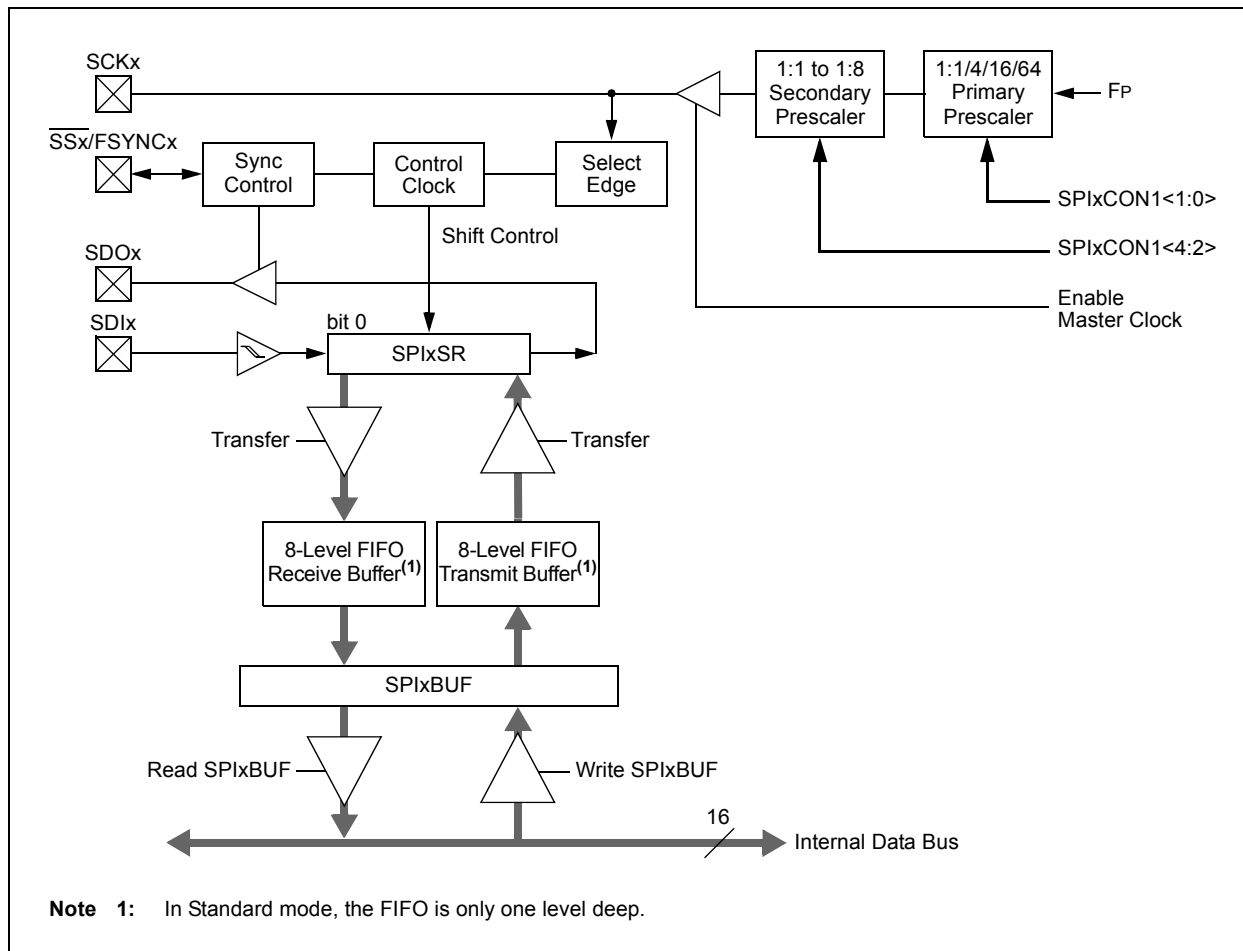 SCKx
SSx/FSYNCx
SDOx
SDIx
Sync
Control
Control
Clock
Select
Edge
1:1 to 1:8
Secondary
Prescaler
1:1/4/16/64
Primary
Prescaler
FP
SPIxCON1<1:0>
SPIxCON1<4:2>
Enable
Master Clock
Shift Control
bit 0
SPIxSR
Transfer
Transfer
8-Level FIFO
Receive Buffer(1)
8-Level FIFO
Transmit Buffer(1)
SPIxBUF
Read SPIxBUF
Write SPIxBUF
16
Internal Data Bus
Note 1: In Standard mode, the FIFO is only one level deep.